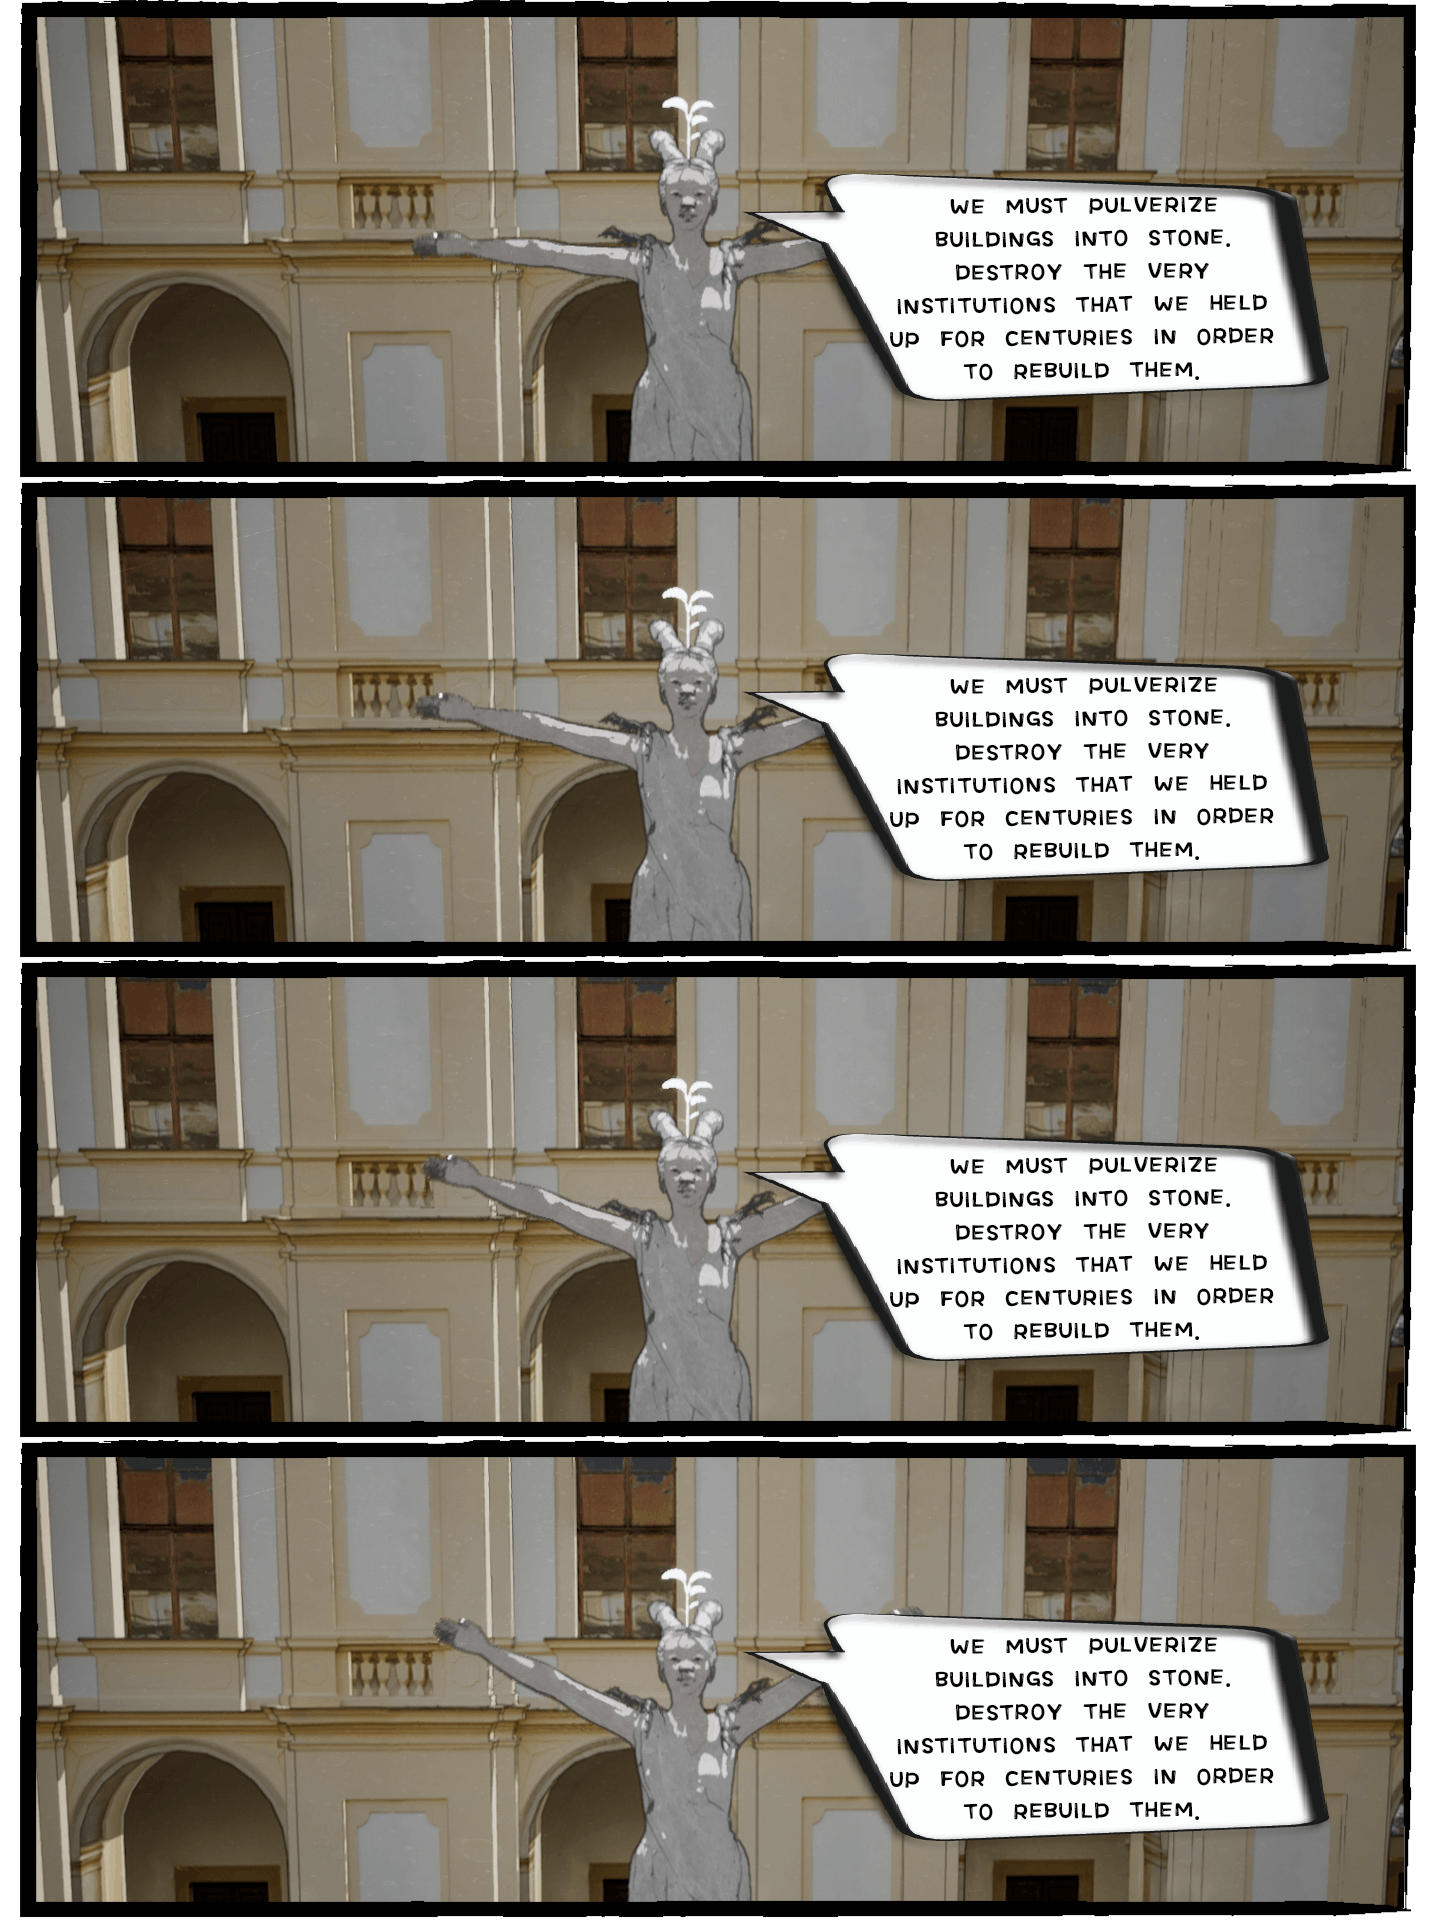 WE MUST PULVERIZE
BUILDINGS INTO STONE.
DESTROY THE VERY
INSTITUTIONS THAT WE HELD
UP FOR CENTURIES IN ORDER
TO REBUILD THEM.
WE MUST PULVERIZE
BUILDINGS INTO STONE.
DESTROY THE VERY
INSTITUTIONS THAT WE HELD
UP FOR CENTURIES IN ORDER
TO REBUILD THEM.
WE MUST PULVERIZE
BUILDINGS INTO STONE.
DESTROY THE VERY
INSTITUTIONS THAT WE HELD
UP FOR CENTURIES IN ORDER
TO REBUILD THEM.
WE MUST PULVERIZE
BUILDINGS INTO STONE.
DESTROY THE VERY
INSTITUTIONS THAT WE HELD
UP FOR CENTURIES IN ORDER
TO REBUILD THEM.